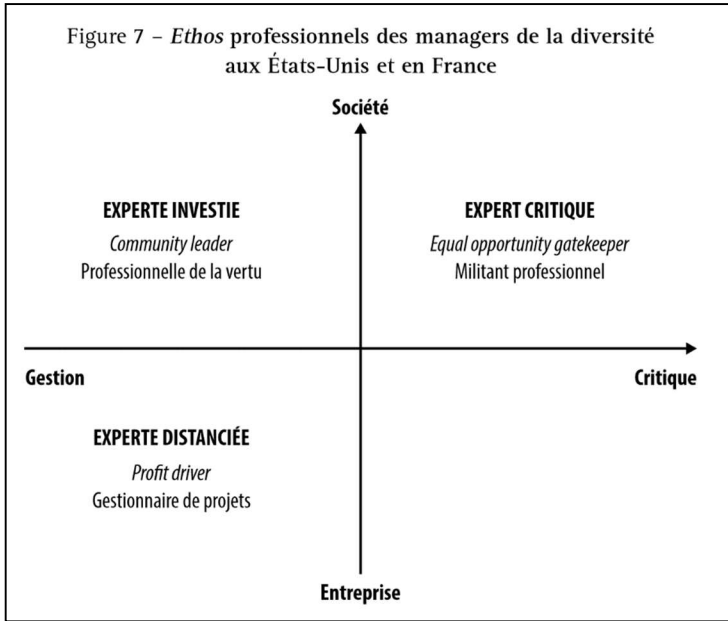 Figure 7 – Ethos professionnels des managers de la diversité
aux États-Unis et en France
Société
EXPERTE INVESTIE
Community leader
Professionnelle de la vertu
EXPERT CRITIQUE
Equal opportunity gatekeeper
Militant professionnel
Gestion
Critique
EXPERTE DISTANCIÉE
Profit driver
Gestionnaire de projets
Entreprise